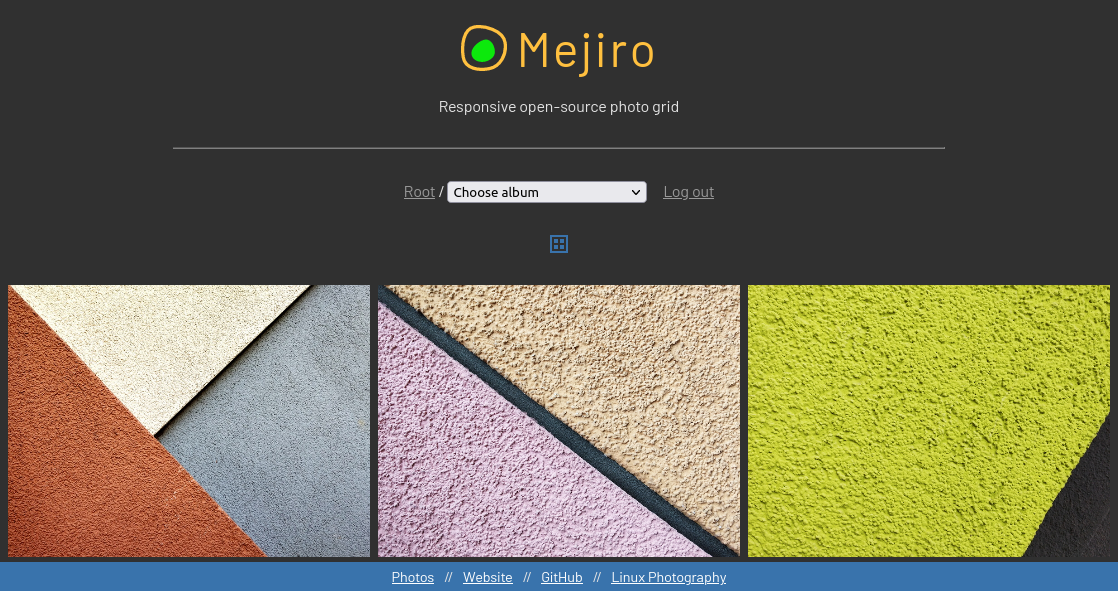 Mejiro
Responsive open-source photo grid
Root / Choose album Log out
Photos // Website // GitHub // Linux Photography